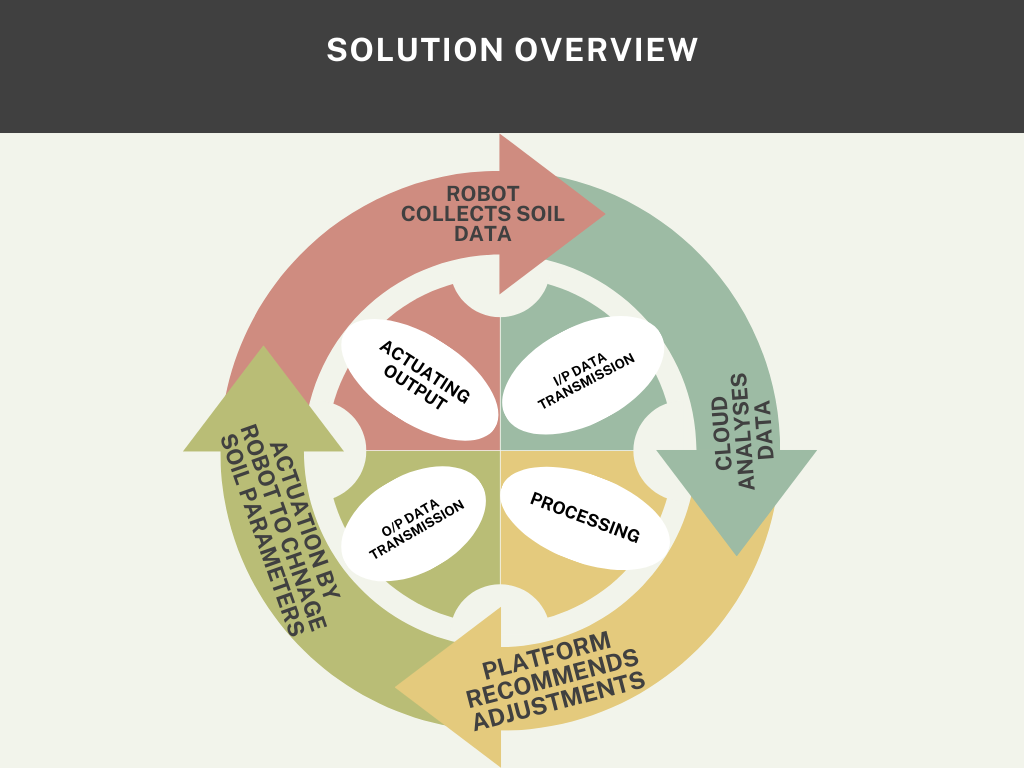 SOLUTION OVERVIEW
ROBOT
COLLECTS SOIL
DATA
ACTUATING
OUTPUT
I/P DATA
TRANSMISSION
CLOUD
ANALYSES
DATA
ACTUATION BY
ROBOT TO CHNAGE
SOIL PARAMETERS
O/P DATA
TRANSMISSION
PROCESSING
PLATFORM
RECOMMENDS
ADJUSTMENTS